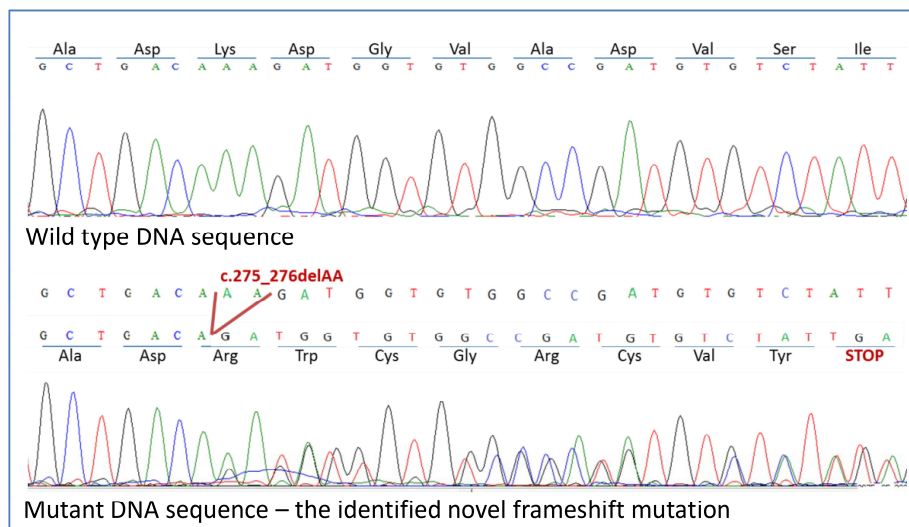 Ala Asp Lys Asp Gly Val Ala Asp Val Ser Ile
G C T G A C A A A G A T G G T G T G G C C G A T G T G T C T A T T
Wild type DNA sequence
c.275_276delAA
G C T G A C A A A G A T G G T G T G G C C G A T G T G T C T A T T
G C T G A C A G A T G G T G T G G C C G A T G T G T C T A T T G A
Ala Asp Arg Trp Cys Gly Arg Cys Val Tyr STOP
Mutant DNA sequence – the identified novel frameshift mutation